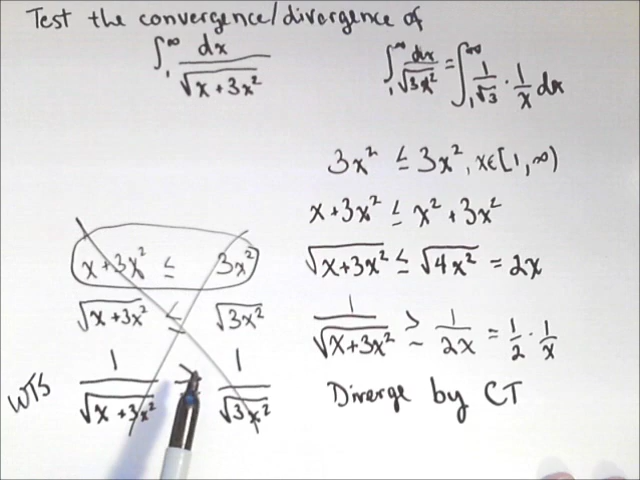 Test the convergence/divergence of
∫₁^∞ dx/√(x+3x²)
∫₁^∞ dx/√(3x²) = ∫₁^∞ 1/√3 · 1/x dx
3x² ≤ 3x², x∈[1,∞)
x+3x² ≤ x²+3x²
√(x+3x²) ≤ √(4x²) = 2x
1/√(x+3x²) ≥ 1/2x = 1/2 · 1/x
Diverge by CT
x+3x² ≤ 3x²
√(x+3x²) ≤ √(3x²)
WTS 1/√(x+3x²) ≥ 1/√(3x²)